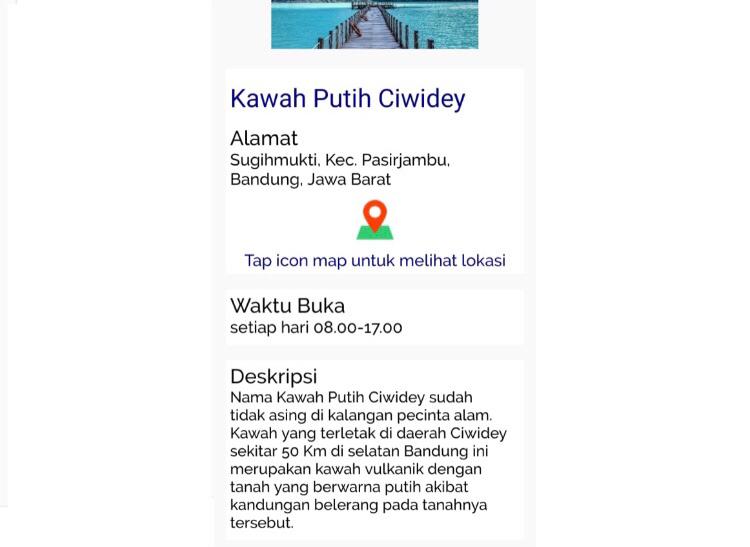 Kawah Putih Ciwidey
Alamat
Sugihmukti, Kec. Pasirjambu,
Bandung, Jawa Barat
Tap icon map untuk melihat lokasi
Waktu Buka
setiap hari 08.00-17.00
Deskripsi
Nama Kawah Putih Ciwidey sudah
tidak asing di kalangan pecinta alam.
Kawah yang terletak di daerah Ciwidey
sekitar 50 Km di selatan Bandung ini
merupakan kawah vulkanik dengan
tanah yang berwarna putih akibat
kandungan belerang pada tanahnya
tersebut.